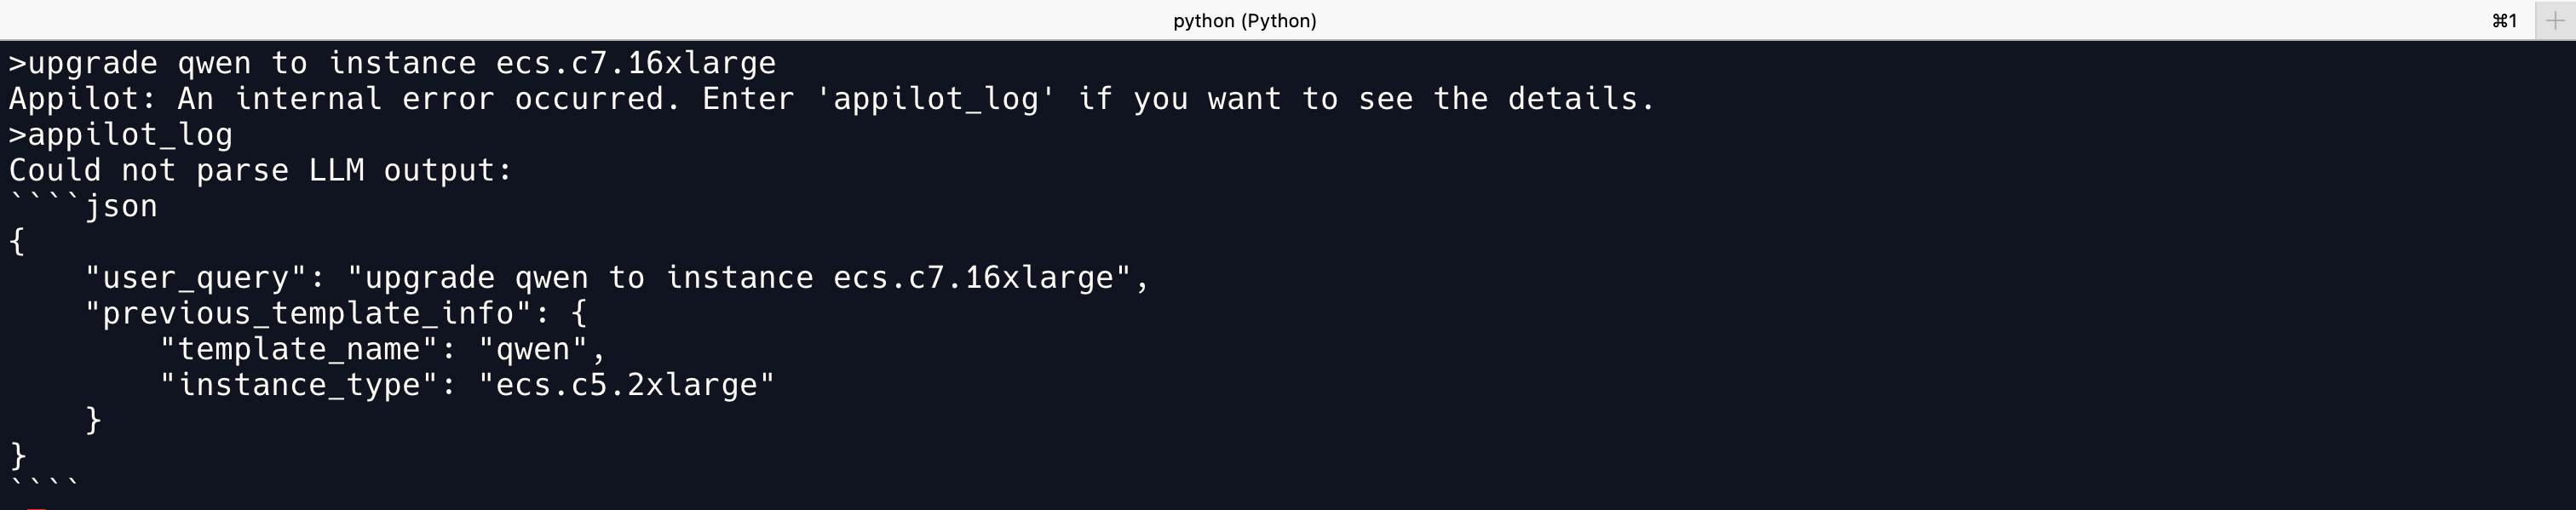 python (Python)
⌘1
>upgrade qwen to instance ecs.c7.16xlarge
Appilot: An internal error occurred. Enter 'appilot_log' if you want to see the details.
>appilot_log
Could not parse LLM output:
````json
{
    "user_query": "upgrade qwen to instance ecs.c7.16xlarge",
    "previous_template_info": {
        "template_name": "qwen",
        "instance_type": "ecs.c5.2xlarge"
    }
}
````